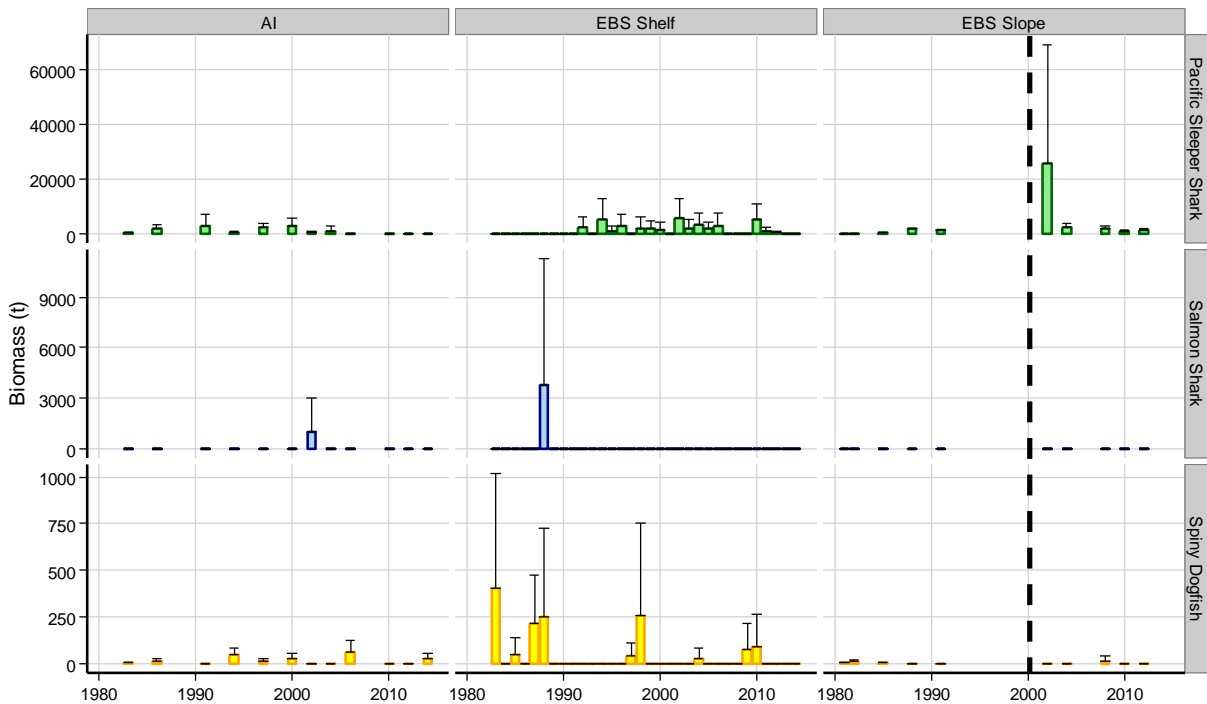 AI EBS Shelf EBS Slope
60000
40000
20000
0
Pacific Sleeper Shark
9000
6000
3000
0
Salmon Shark
1000
750
500
250
0
Spiny Dogfish
Biomass (t)
1980 1990 2000 2010 1980 1990 2000 2010 1980 1990 2000 2010